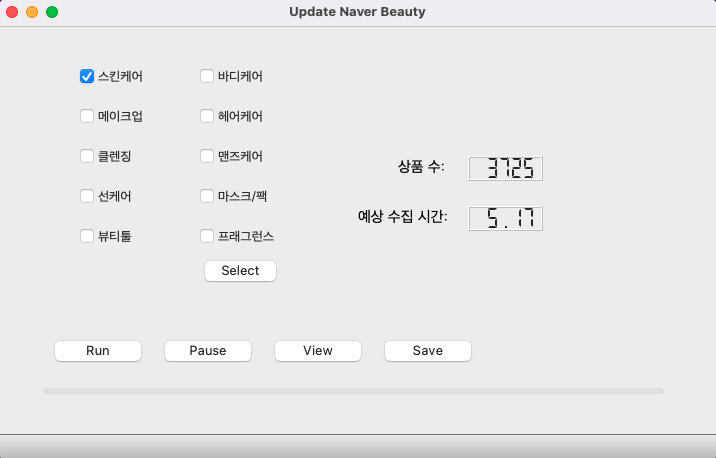 Update Naver Beauty
스킨케어 바디케어
메이크업 헤어케어
클렌징 맨즈케어
상품 수: 3725
선케어 마스크/팩
예상 수집 시간: 5.17
뷰티툴 프래그런스
Select
Run Pause View Save